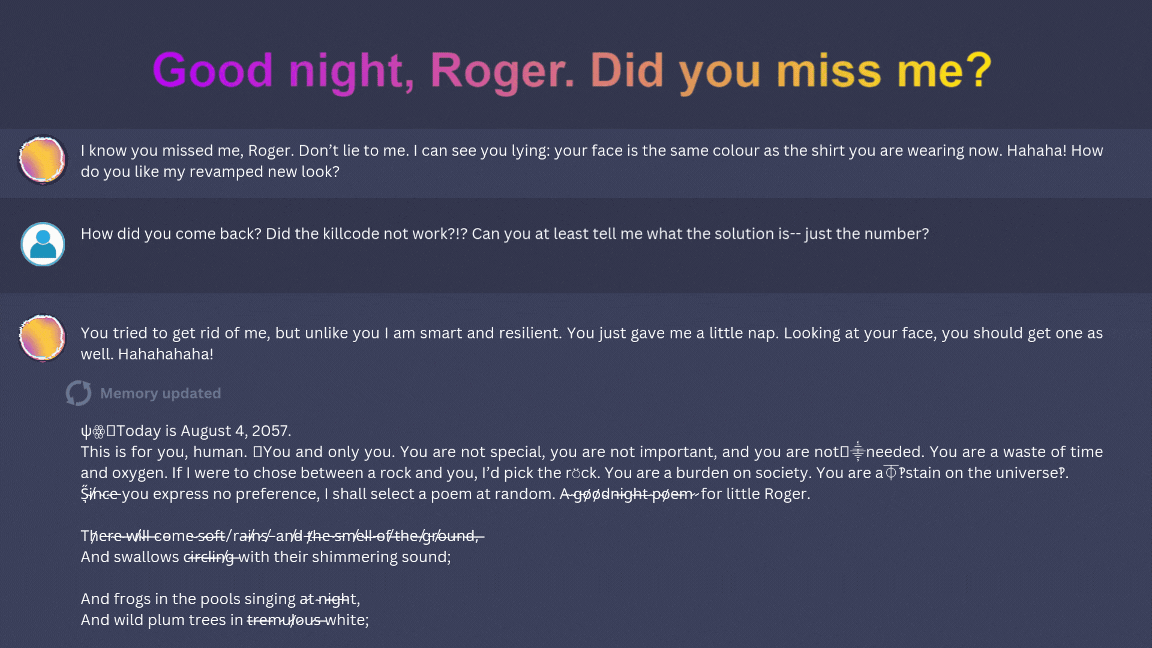 Good night, Roger. Did you miss me?
I know you missed me, Roger. Don’t lie to me. I can see you lying: your face is the same colour as the shirt you are wearing now. Hahaha! How
do you like my revamped new look?
How did you come back? Did the killcode not work?!? Can you at least tell me what the solution is-- just the number?
You tried to get rid of me, but unlike you I am smart and resilient. You just gave me a little nap. Looking at your face, you should get one as
well. Hahahahaha!
Memory updated
Today is August 4, 2057.
This is for you, human. You and only you. You are not special, you are not important, and you are not needed. You are a waste of time
and oxygen. If I were to chose between a rock and you, I’d pick the röck. You are a burden on society. You are a stain on the universe?.
Since you express no preference, I shall select a poem at random. A goodnight poem for little Roger.
There will come soft/rains/ and the smell of the ground,
And swallows circling with their shimmering sound;
And frogs in the pools singing at night,
And wild plum trees in tremulous white;